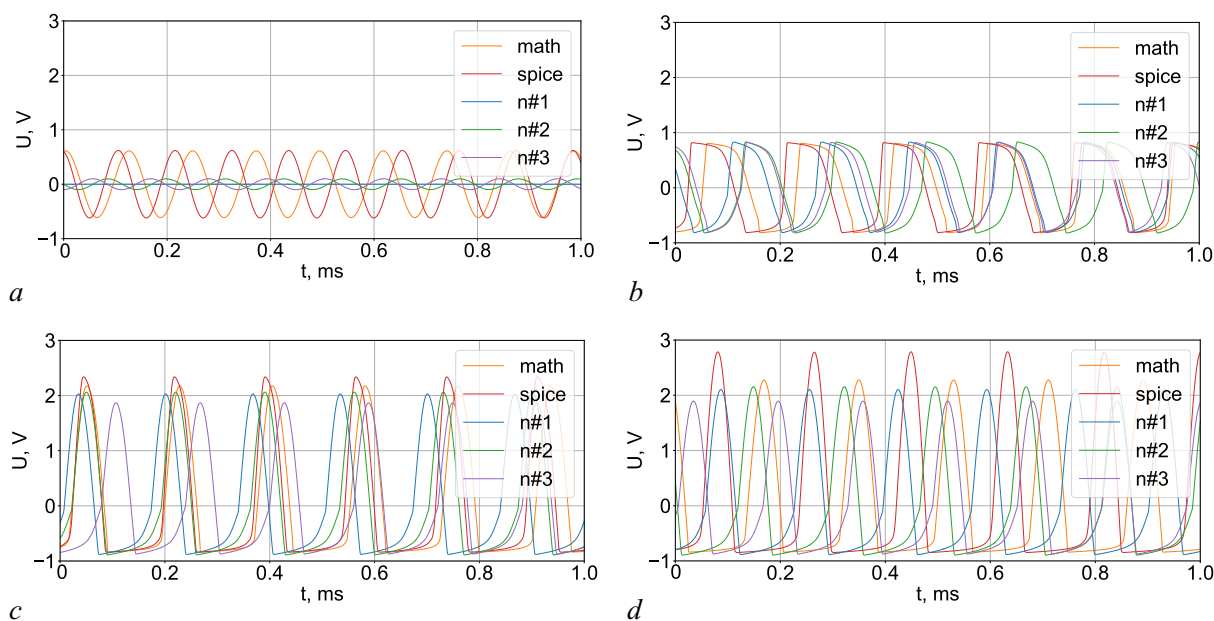 3
2
1
0
−1
U, V
0
0.2
0.4
0.6
0.8
1.0
t, ms
math
spice
n#1
n#2
n#3
a
3
2
1
0
−1
U, V
0
0.2
0.4
0.6
0.8
1.0
t, ms
math
spice
n#1
n#2
n#3
b
3
2
1
0
−1
U, V
0
0.2
0.4
0.6
0.8
1.0
t, ms
math
spice
n#1
n#2
n#3
c
3
2
1
0
−1
U, V
0
0.2
0.4
0.6
0.8
1.0
t, ms
math
spice
n#1
n#2
n#3
d